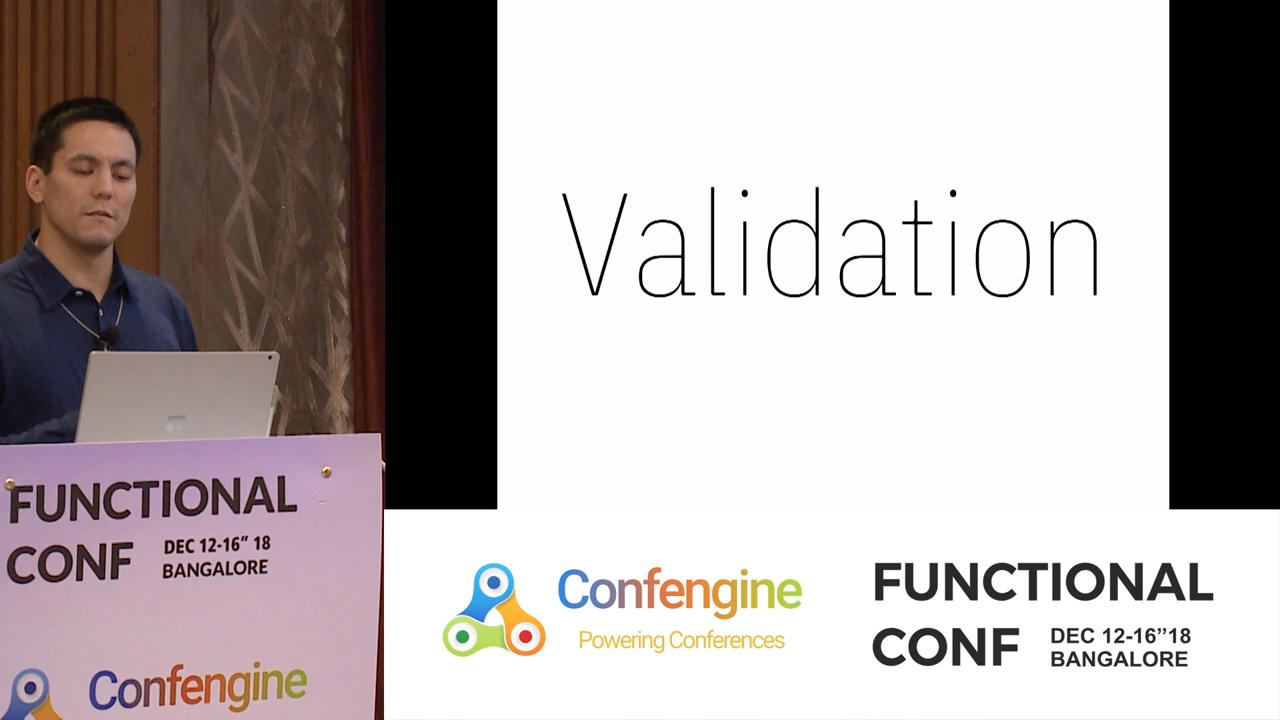 Validation
FUNCTIONAL
CONF
DEC 12-16" 18
BANGALORE
Confengine
Confengine
Powering Conferences
FUNCTIONAL
CONF
DEC 12-16”18
BANGALORE